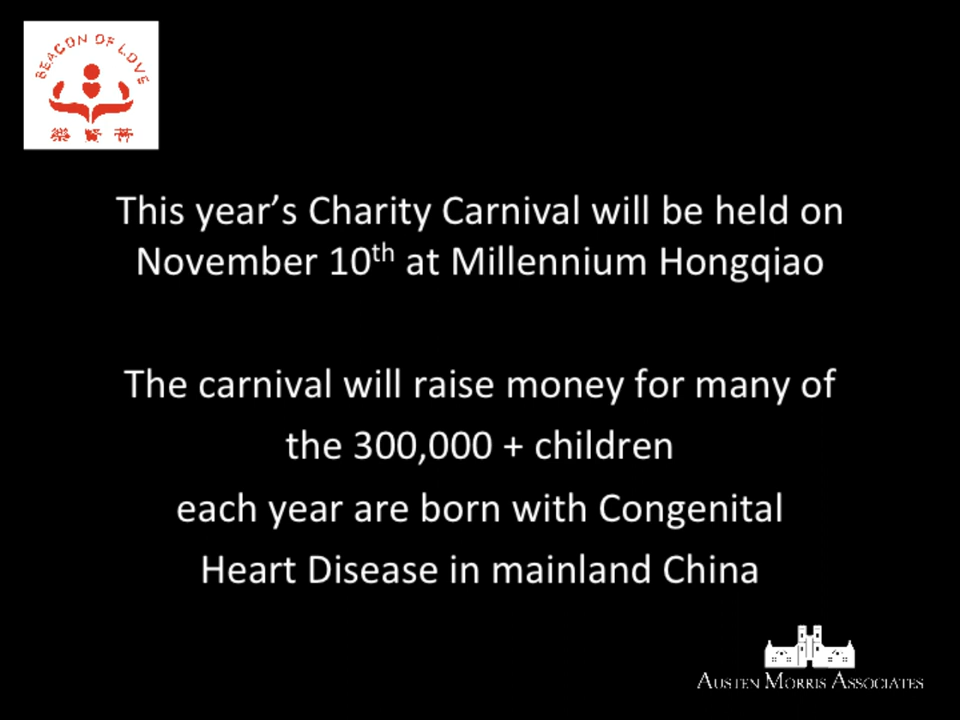 BEACON OF LOVE
This year’s Charity Carnival will be held on
November 10th at Millennium Hongqiao
The carnival will raise money for many of
the 300,000 + children
each year are born with Congenital
Heart Disease in mainland China
AUSTEN MORRIS ASSOCIATES